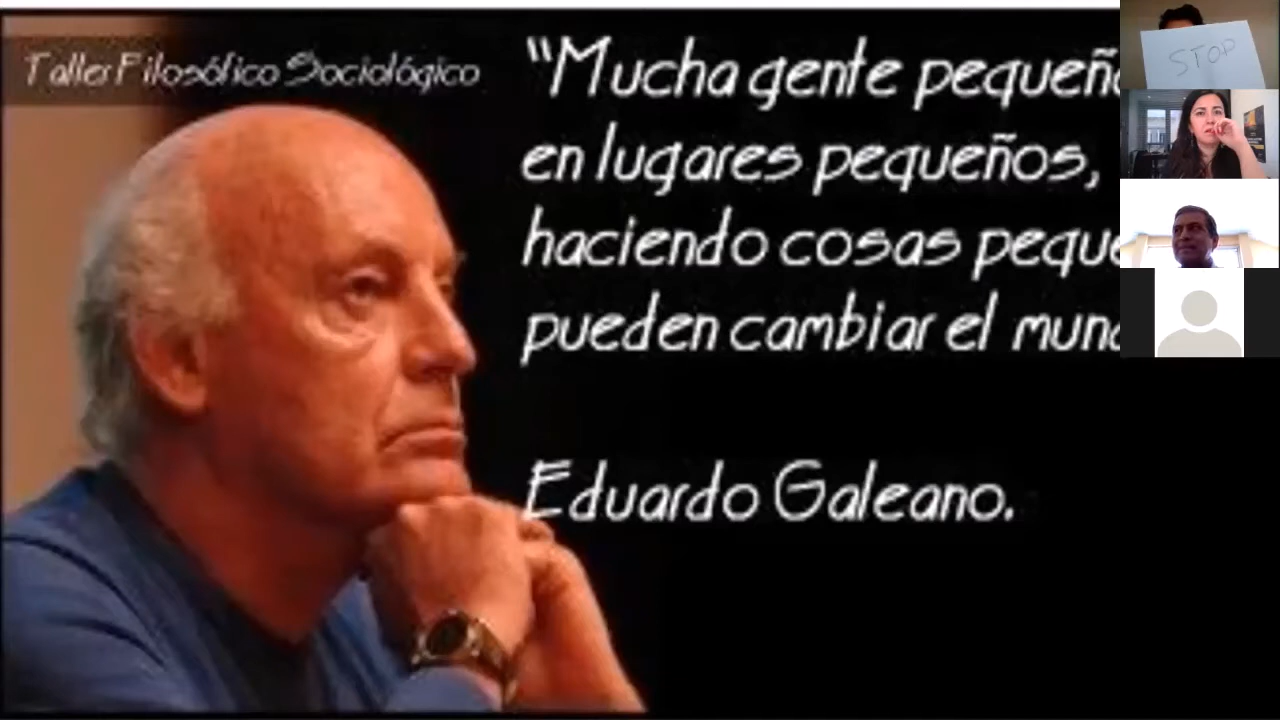 Taller Filosófico Sociológico
"Mucha gente pequeñ
en lugares pequeños,
haciendo cosas peque
pueden cambiar el mun
Eduardo Galeano.
STOP